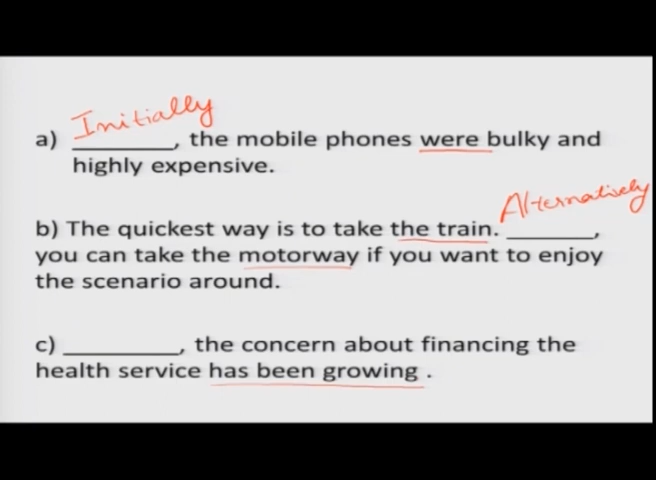 Initially
a) ________, the mobile phones were bulky and
highly expensive.
Alternatively
b) The quickest way is to take the train. _______,
you can take the motorway if you want to enjoy
the scenario around.
c) _________, the concern about financing the
health service has been growing .